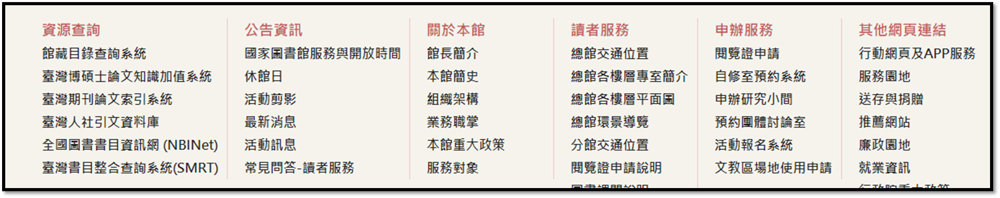 資源查詢
館藏目錄查詢系統
臺灣博碩士論文知識加值系統
臺灣期刊論文索引系統
臺灣人社引文資料庫
全國圖書書目資訊網 (NBINet)
臺灣書目整合查詢系統(SMRT)
公告資訊
國家圖書館服務與開放時間
休館日
活動剪影
最新消息
活動訊息
常見問答-讀者服務
關於本館
館長簡介
本館簡史
組織架構
業務職掌
本館重大政策
服務對象
讀者服務
總館交通位置
總館各樓層專室簡介
總館各樓層平面圖
總館環景導覽
分館交通位置
閱覽證申請說明
申辦服務
閱覽證申請
自修室預約系統
申辦研究小間
預約團體討論室
活動報名系統
文教區場地使用申請
其他網頁連結
行動網頁及APP服務
服務園地
送存與捐贈
推薦網站
廉政園地
就業資訊